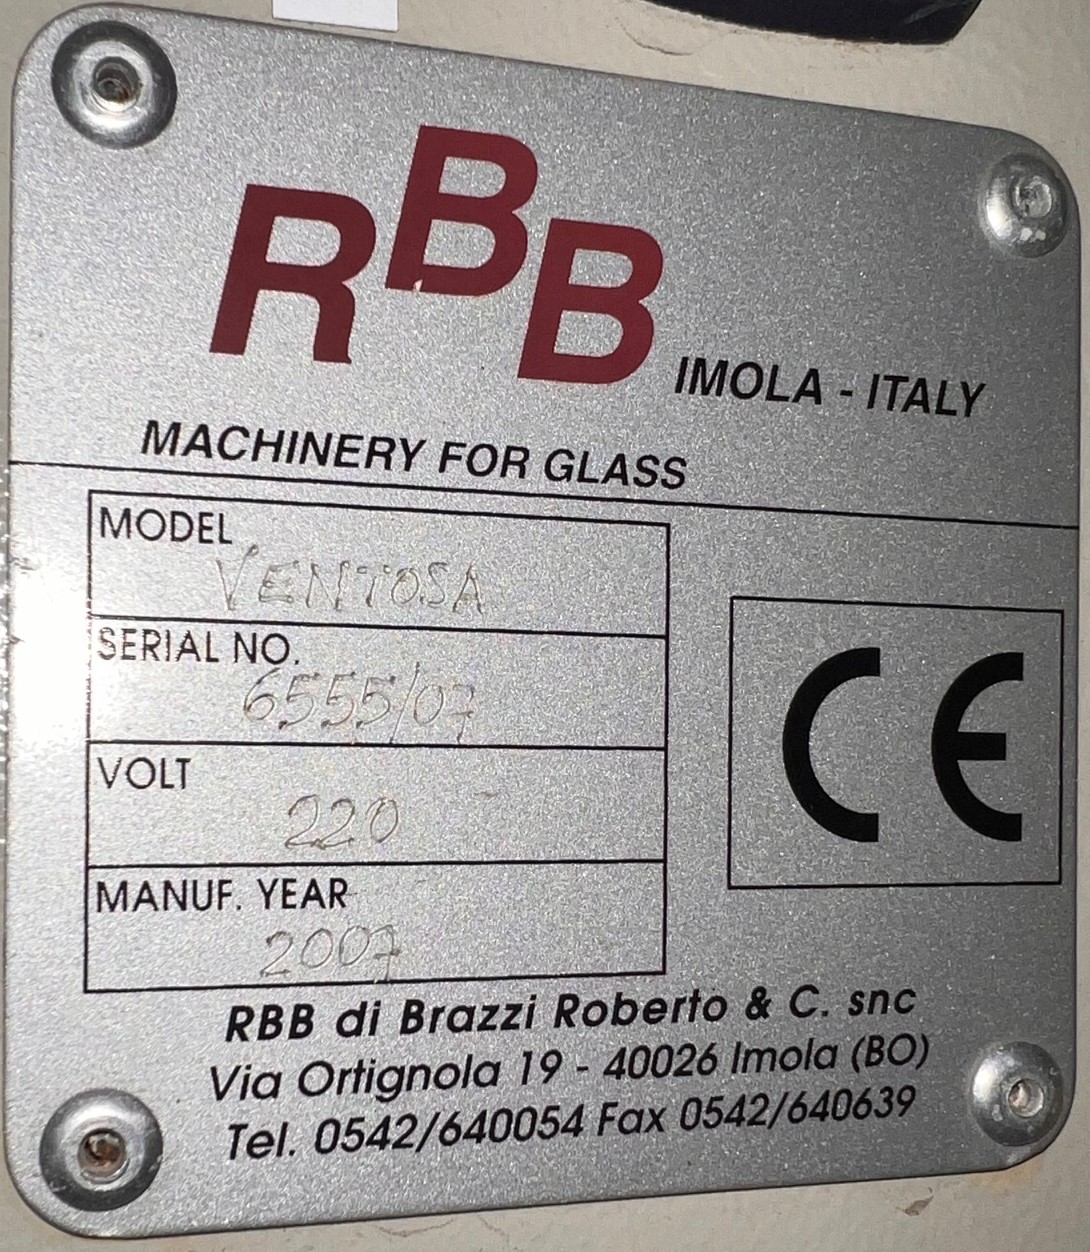 RBB IMOLA - ITALY
MACHINERY FOR GLASS
MODEL
VENTOSA
SERIAL NO.
6555/07
VOLT
220
MANUF. YEAR
2007
CE
RBB di Brazzi Roberto & C. snc
Via Ortignola 19 - 40026 Imola (BO)
Tel. 0542/640054 Fax 0542/640639